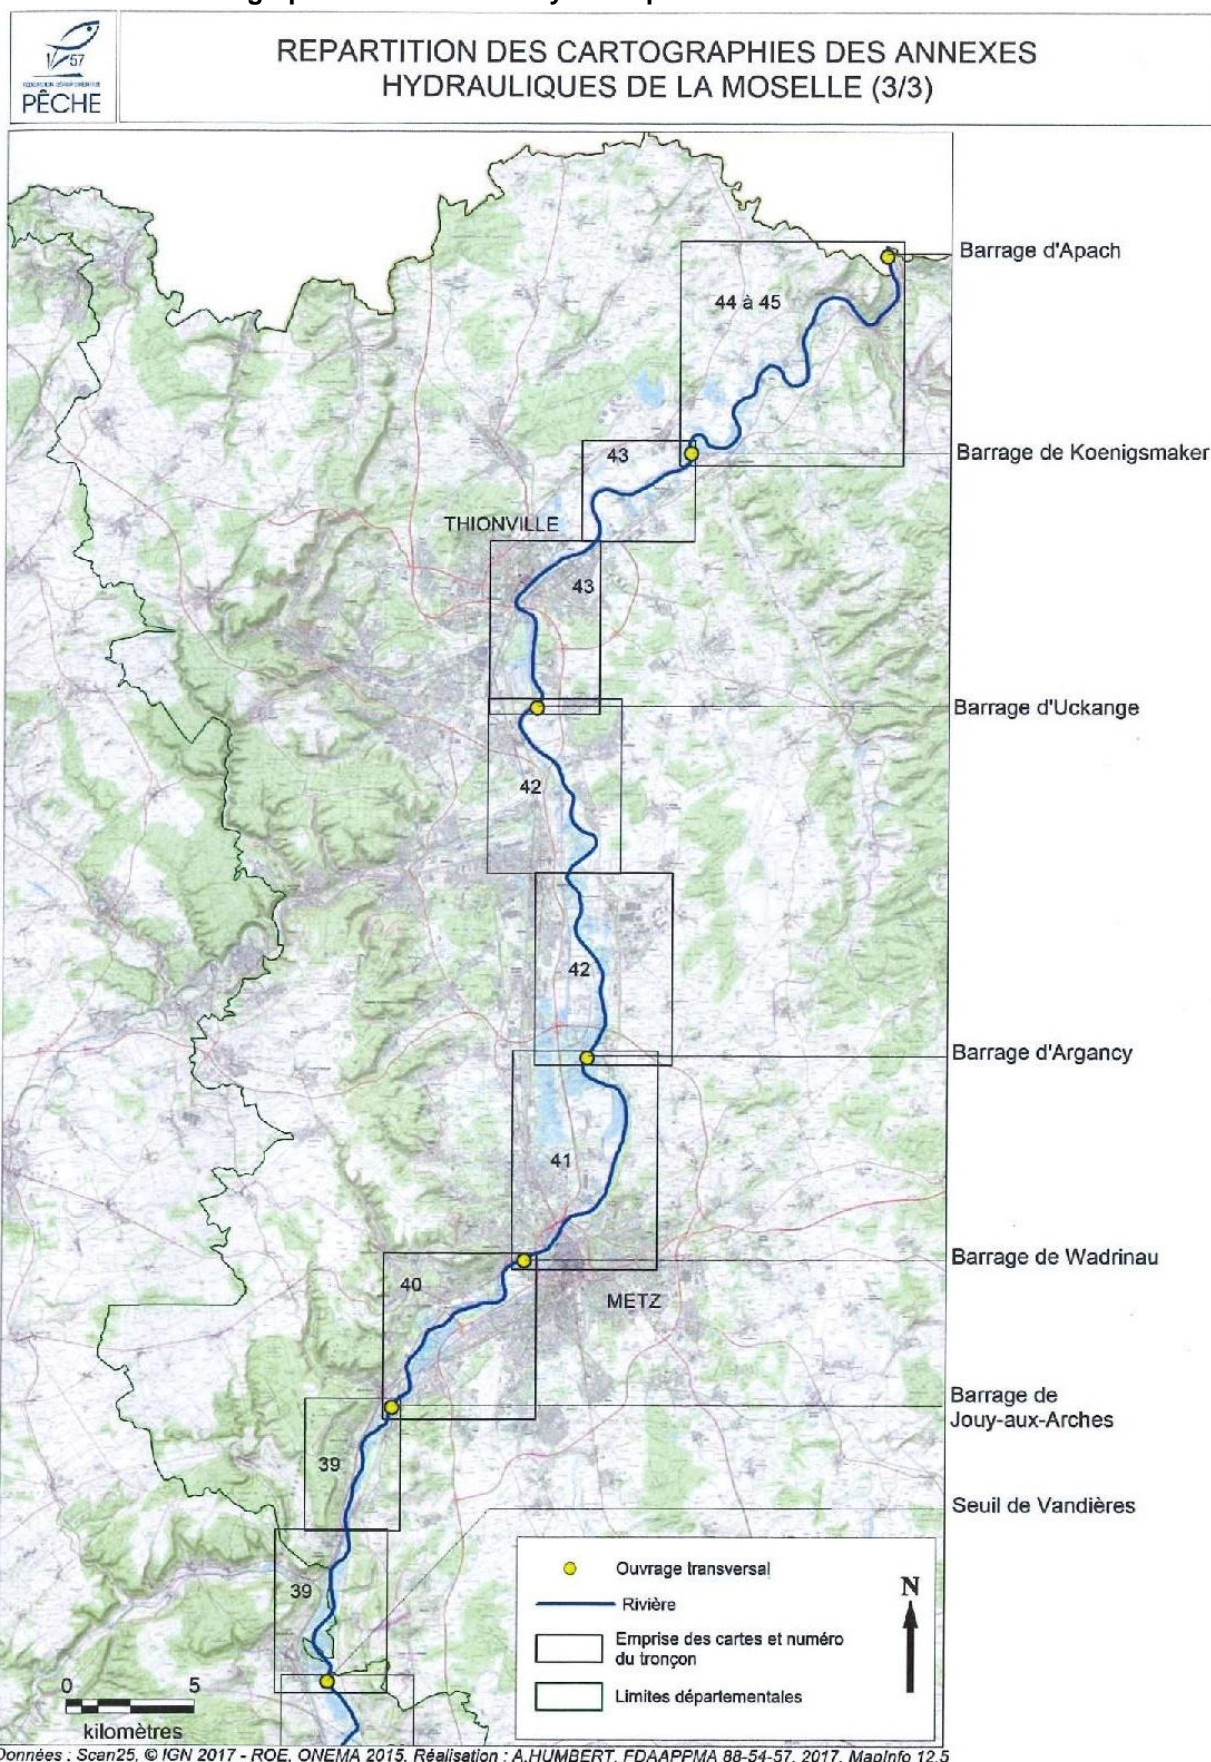 57
PÊCHE
REPARTITION DES CARTOGRAPHIES DES ANNEXES
HYDRAULIQUES DE LA MOSELLE (3/3)
Barrage d'Apach
44 à 45
Barrage de Koenigsmaker
43
THIONVILLE
43
Barrage d'Uckange
42
42
Barrage d'Argancy
41
Barrage de Wadrinau
40
METZ
Barrage de
Jouy-aux-Arches
39
Seuil de Vandières
39
Ouvrage transversal
Rivière
Emprise des cartes et numéro
du tronçon
Limites départementales
N
0 5
kilomètres
Données : Scan25, © IGN 2017 - ROE, ONEMA 2015. Réalisation : A.HUMBERT, FDAAPPMA 88-54-57, 2017. MapInfo 12.5